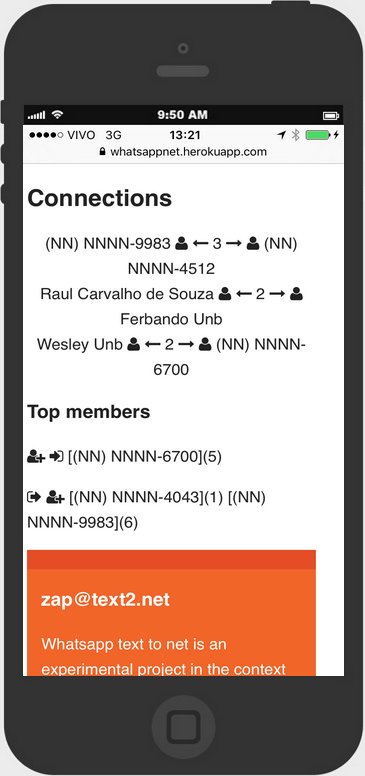 9:50 AM
VIVO 3G 13:21
whatsappnet.herokuapp.com
Connections
(NN) NNNN-9983 ← 3 → (NN)
NNNN-4512
Raul Carvalho de Souza ← 2 →
Ferbando Unb
Wesley Unb ← 2 → (NN) NNNN-
6700
Top members
[(NN) NNNN-6700](5)
[(NN) NNNN-4043](1) [(NN)
NNNN-9983](6)
zap@text2.net
Whatsapp text to net is an
experimental project in the context